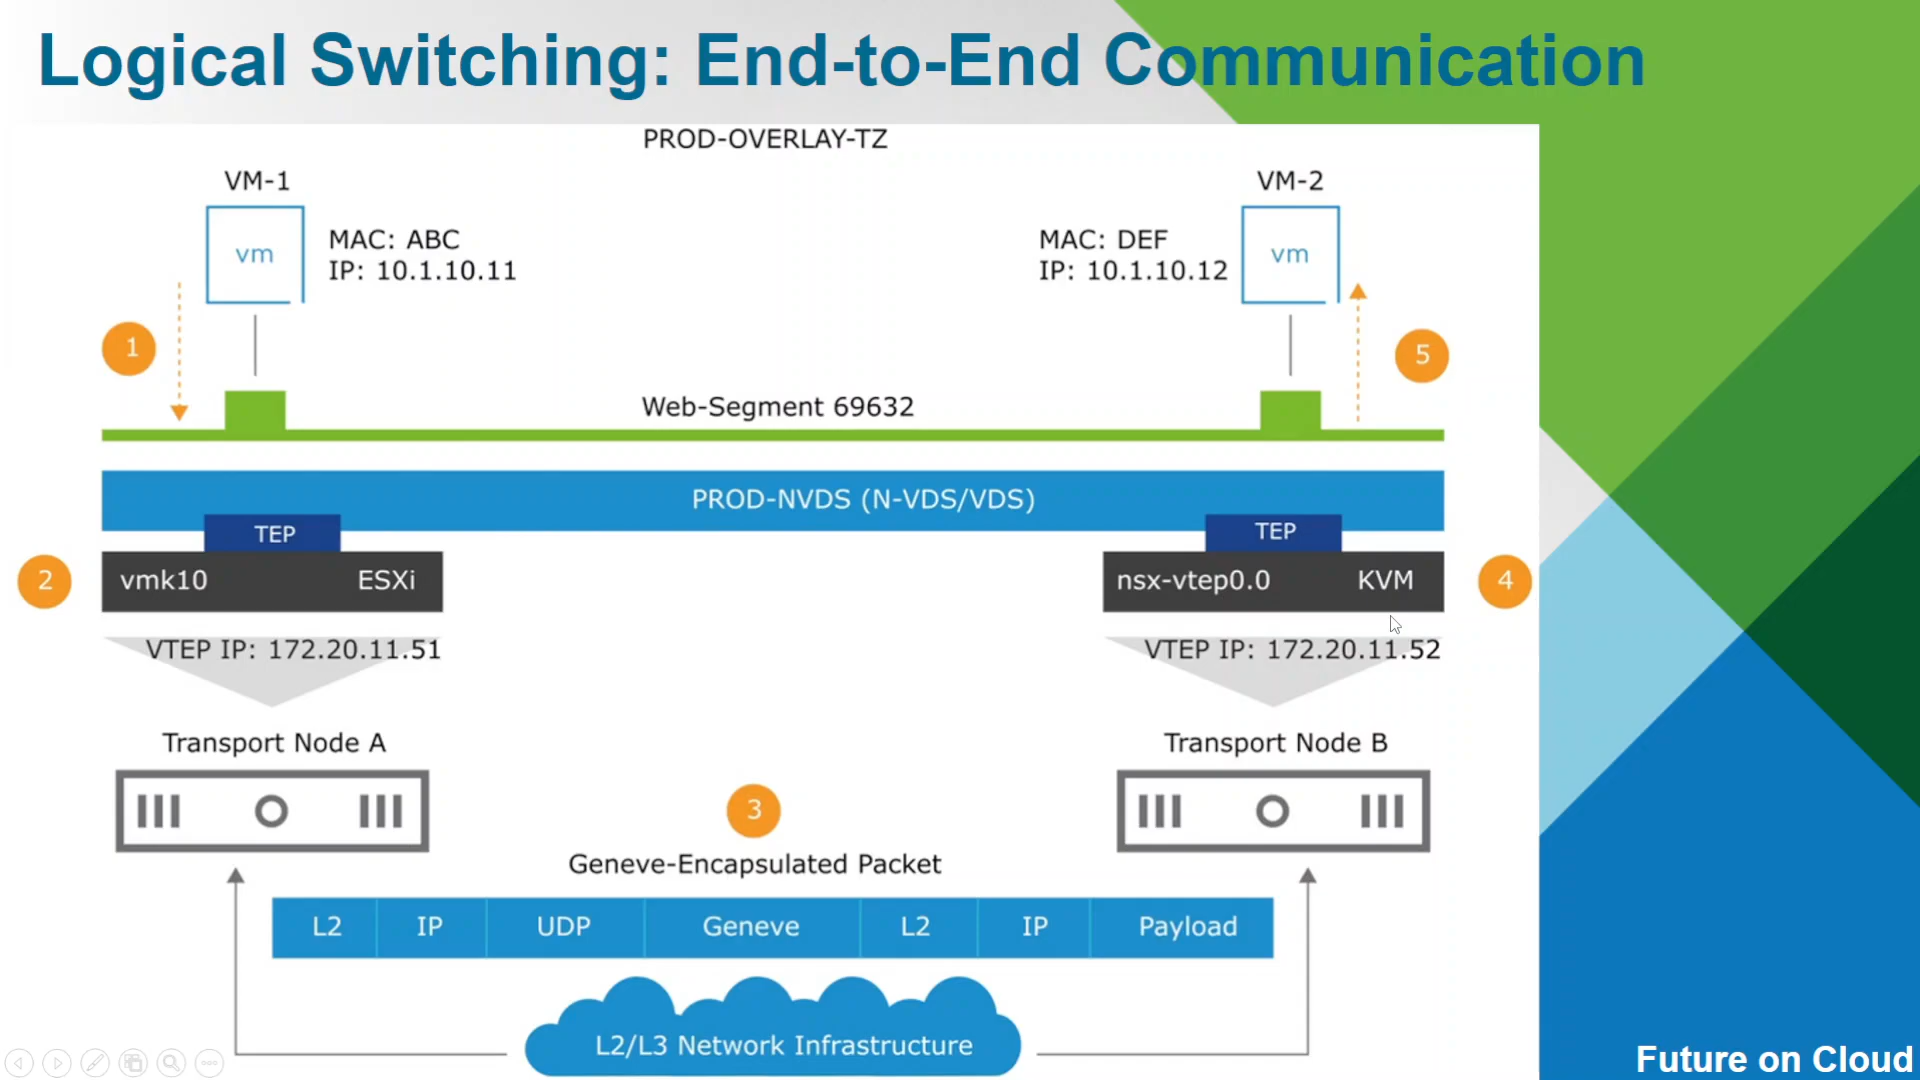 Logical Switching: End-to-End Communication
PROD-OVERLAY-TZ
VM-1
VM-2
vm
MAC: ABC
IP: 10.1.10.11
MAC: DEF
IP: 10.1.10.12
vm
1
5
Web-Segment 69632
PROD-NVDS (N-VDS/VDS)
TEP
TEP
2
vmk10 ESXi
nsx-vtep0.0 KVM
4
VTEP IP: 172.20.11.51
VTEP IP: 172.20.11.52
Transport Node A
Transport Node B
3
Geneve-Encapsulated Packet
L2 IP UDP Geneve L2 IP Payload
L2/L3 Network Infrastructure
Future on Cloud